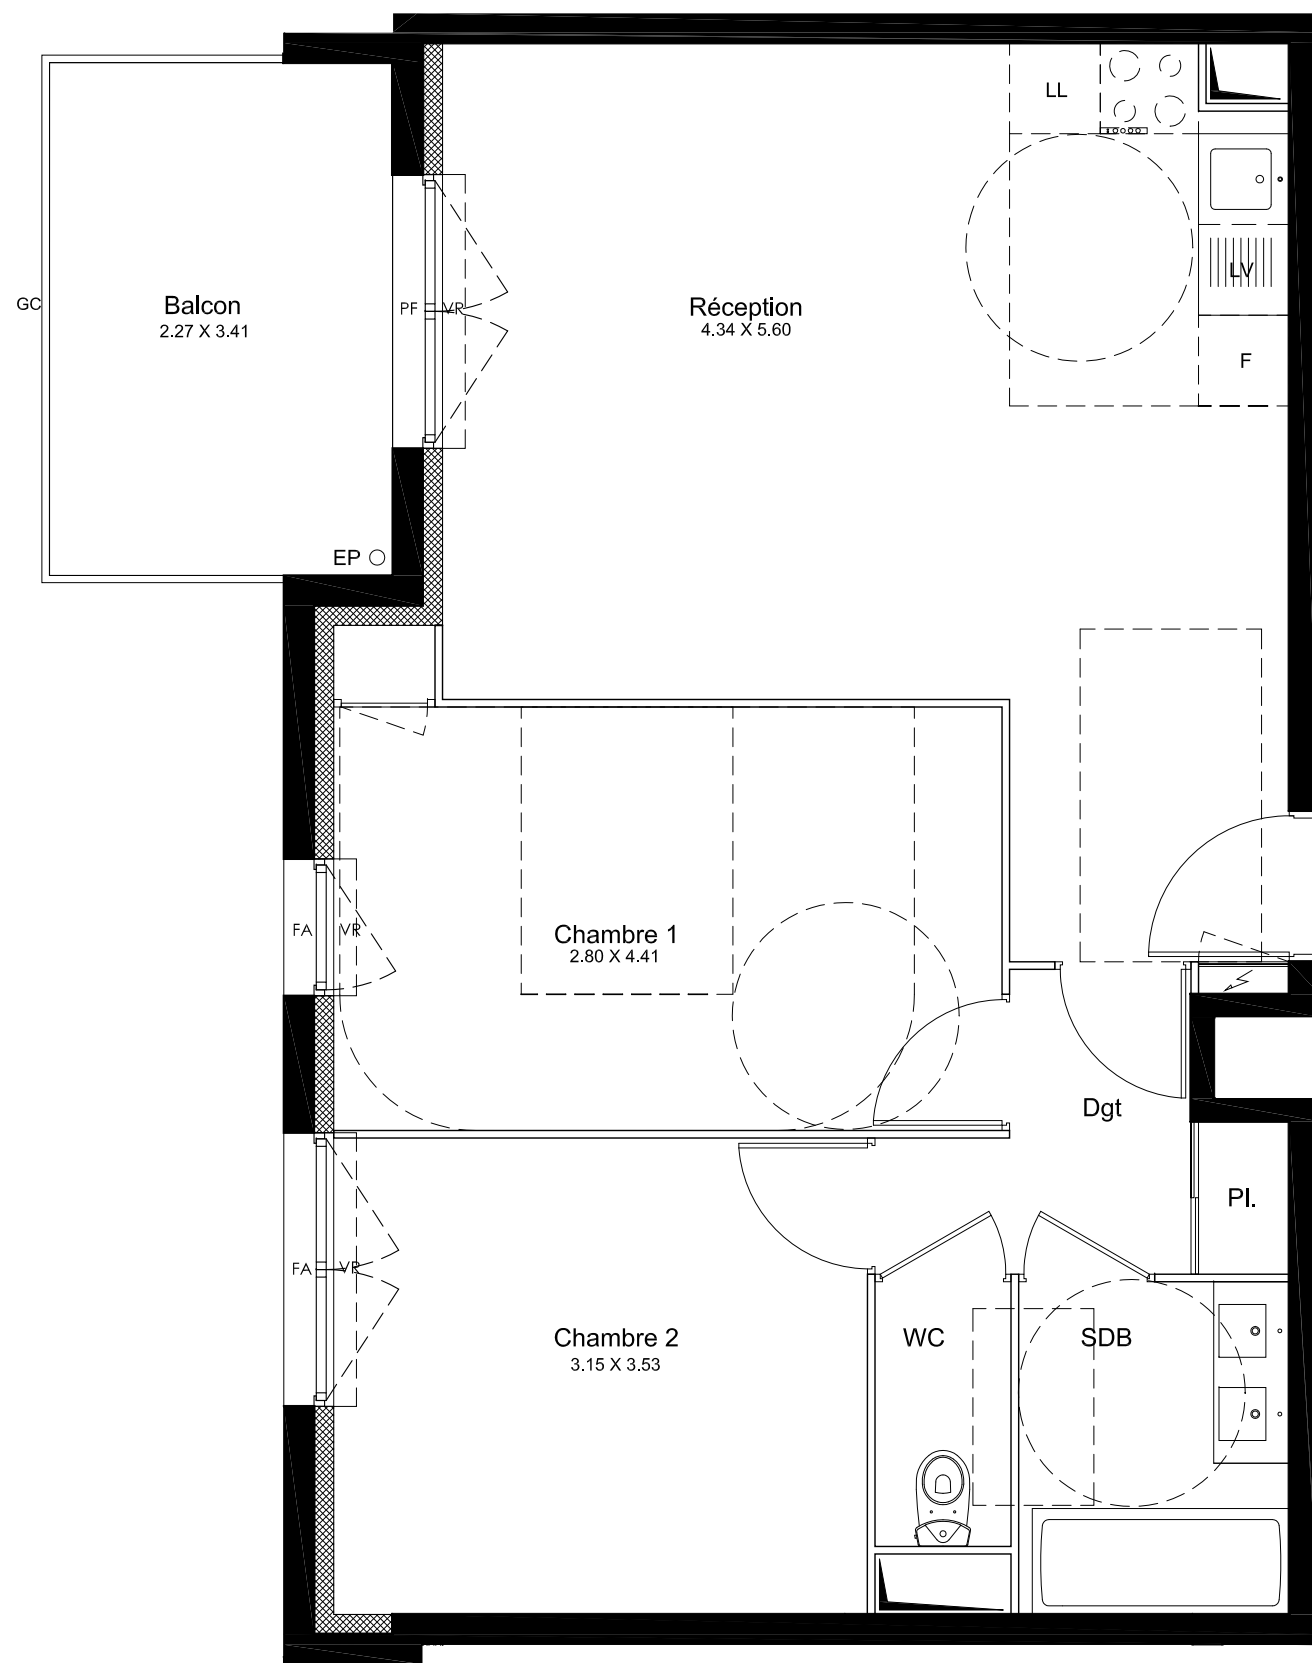 LL
GC
Balcon
2.27 X 3.41
PF
VR
Réception
4.34 X 5.60
LV
F
EP
FA
VR
Chambre 1
2.80 X 4.41
Dgt
Pl.
FA
VR
Chambre 2
3.15 X 3.53
WC
SDB